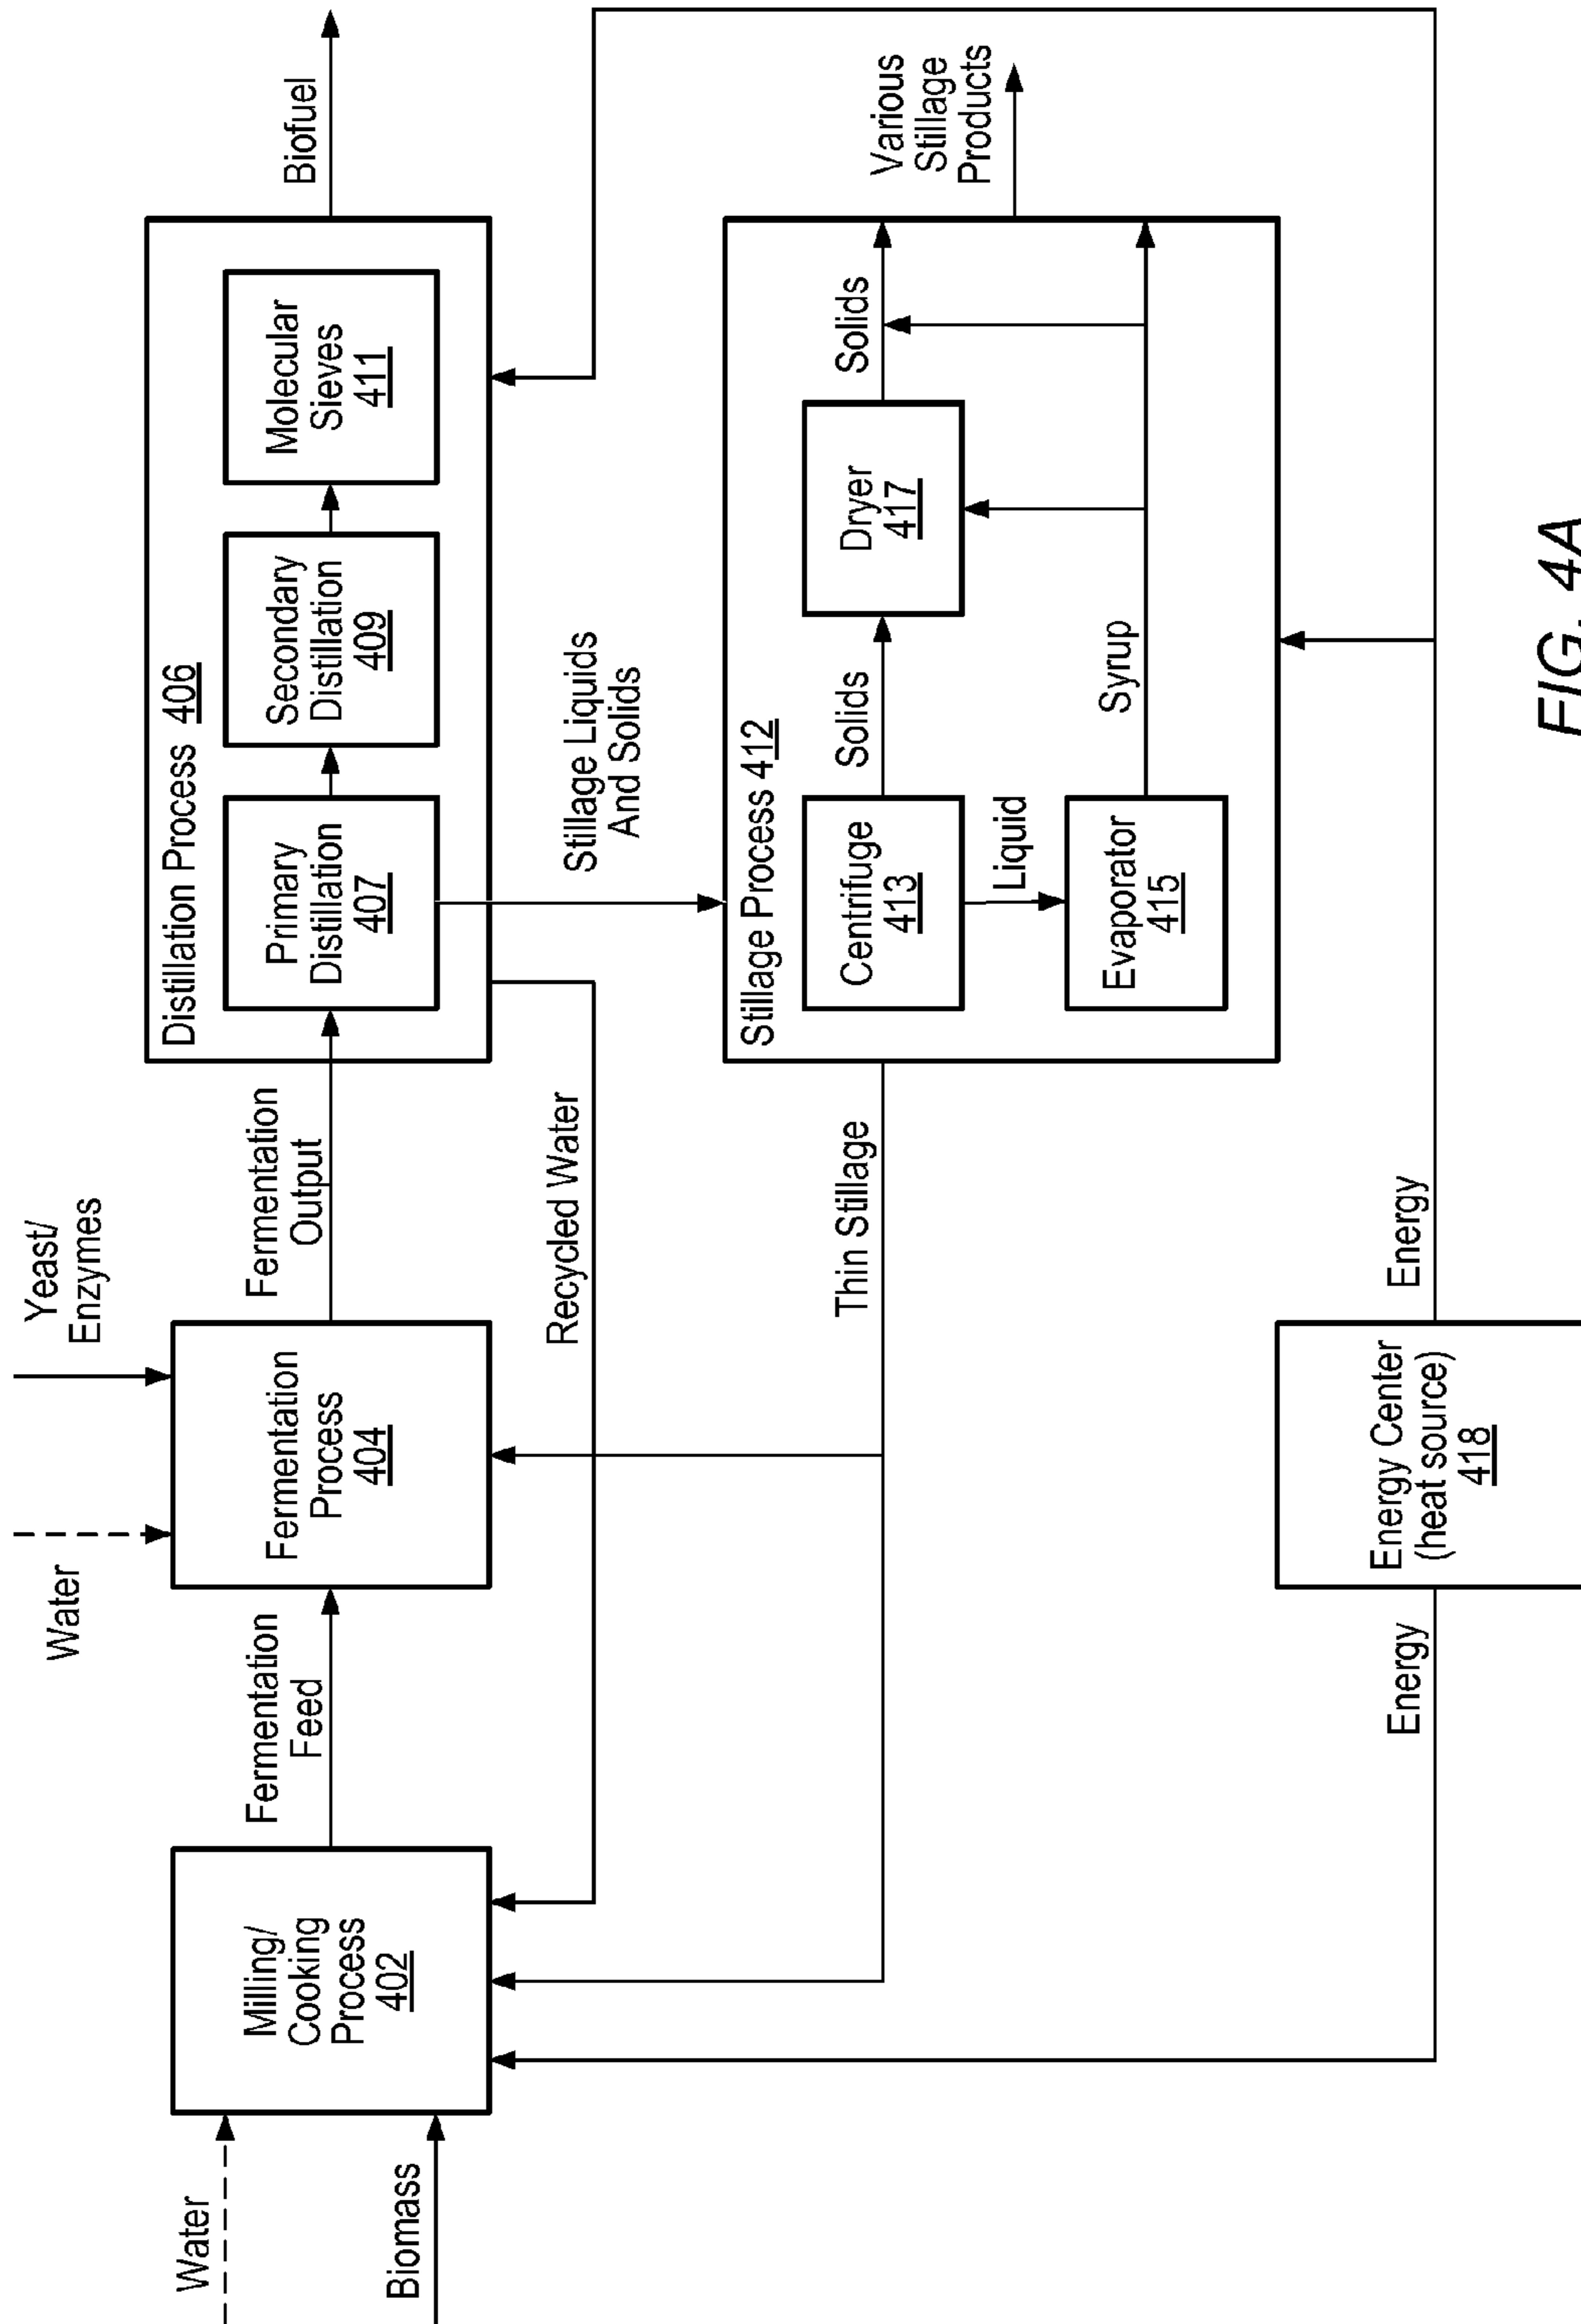 Water
Biomass
Milling/
Cooking
Process
402
Fermentation
Feed
Water
Yeast/
Enzymes
Fermentation
Process
404
Fermentation
Output
Distillation Process 406
Primary
Distillation
407
Secondary
Distillation
409
Molecular
Sieves
411
Biofuel
Recycled Water
Stillage Liquids
And Solids
Thin Stillage
Stillage Process 412
Centrifuge
413
Solids
Dryer
417
Solids
Liquid
Evaporator
415
Syrup
Various
Stillage
Products
Energy
Energy Center
(heat source)
418
Energy
FIG. 4A